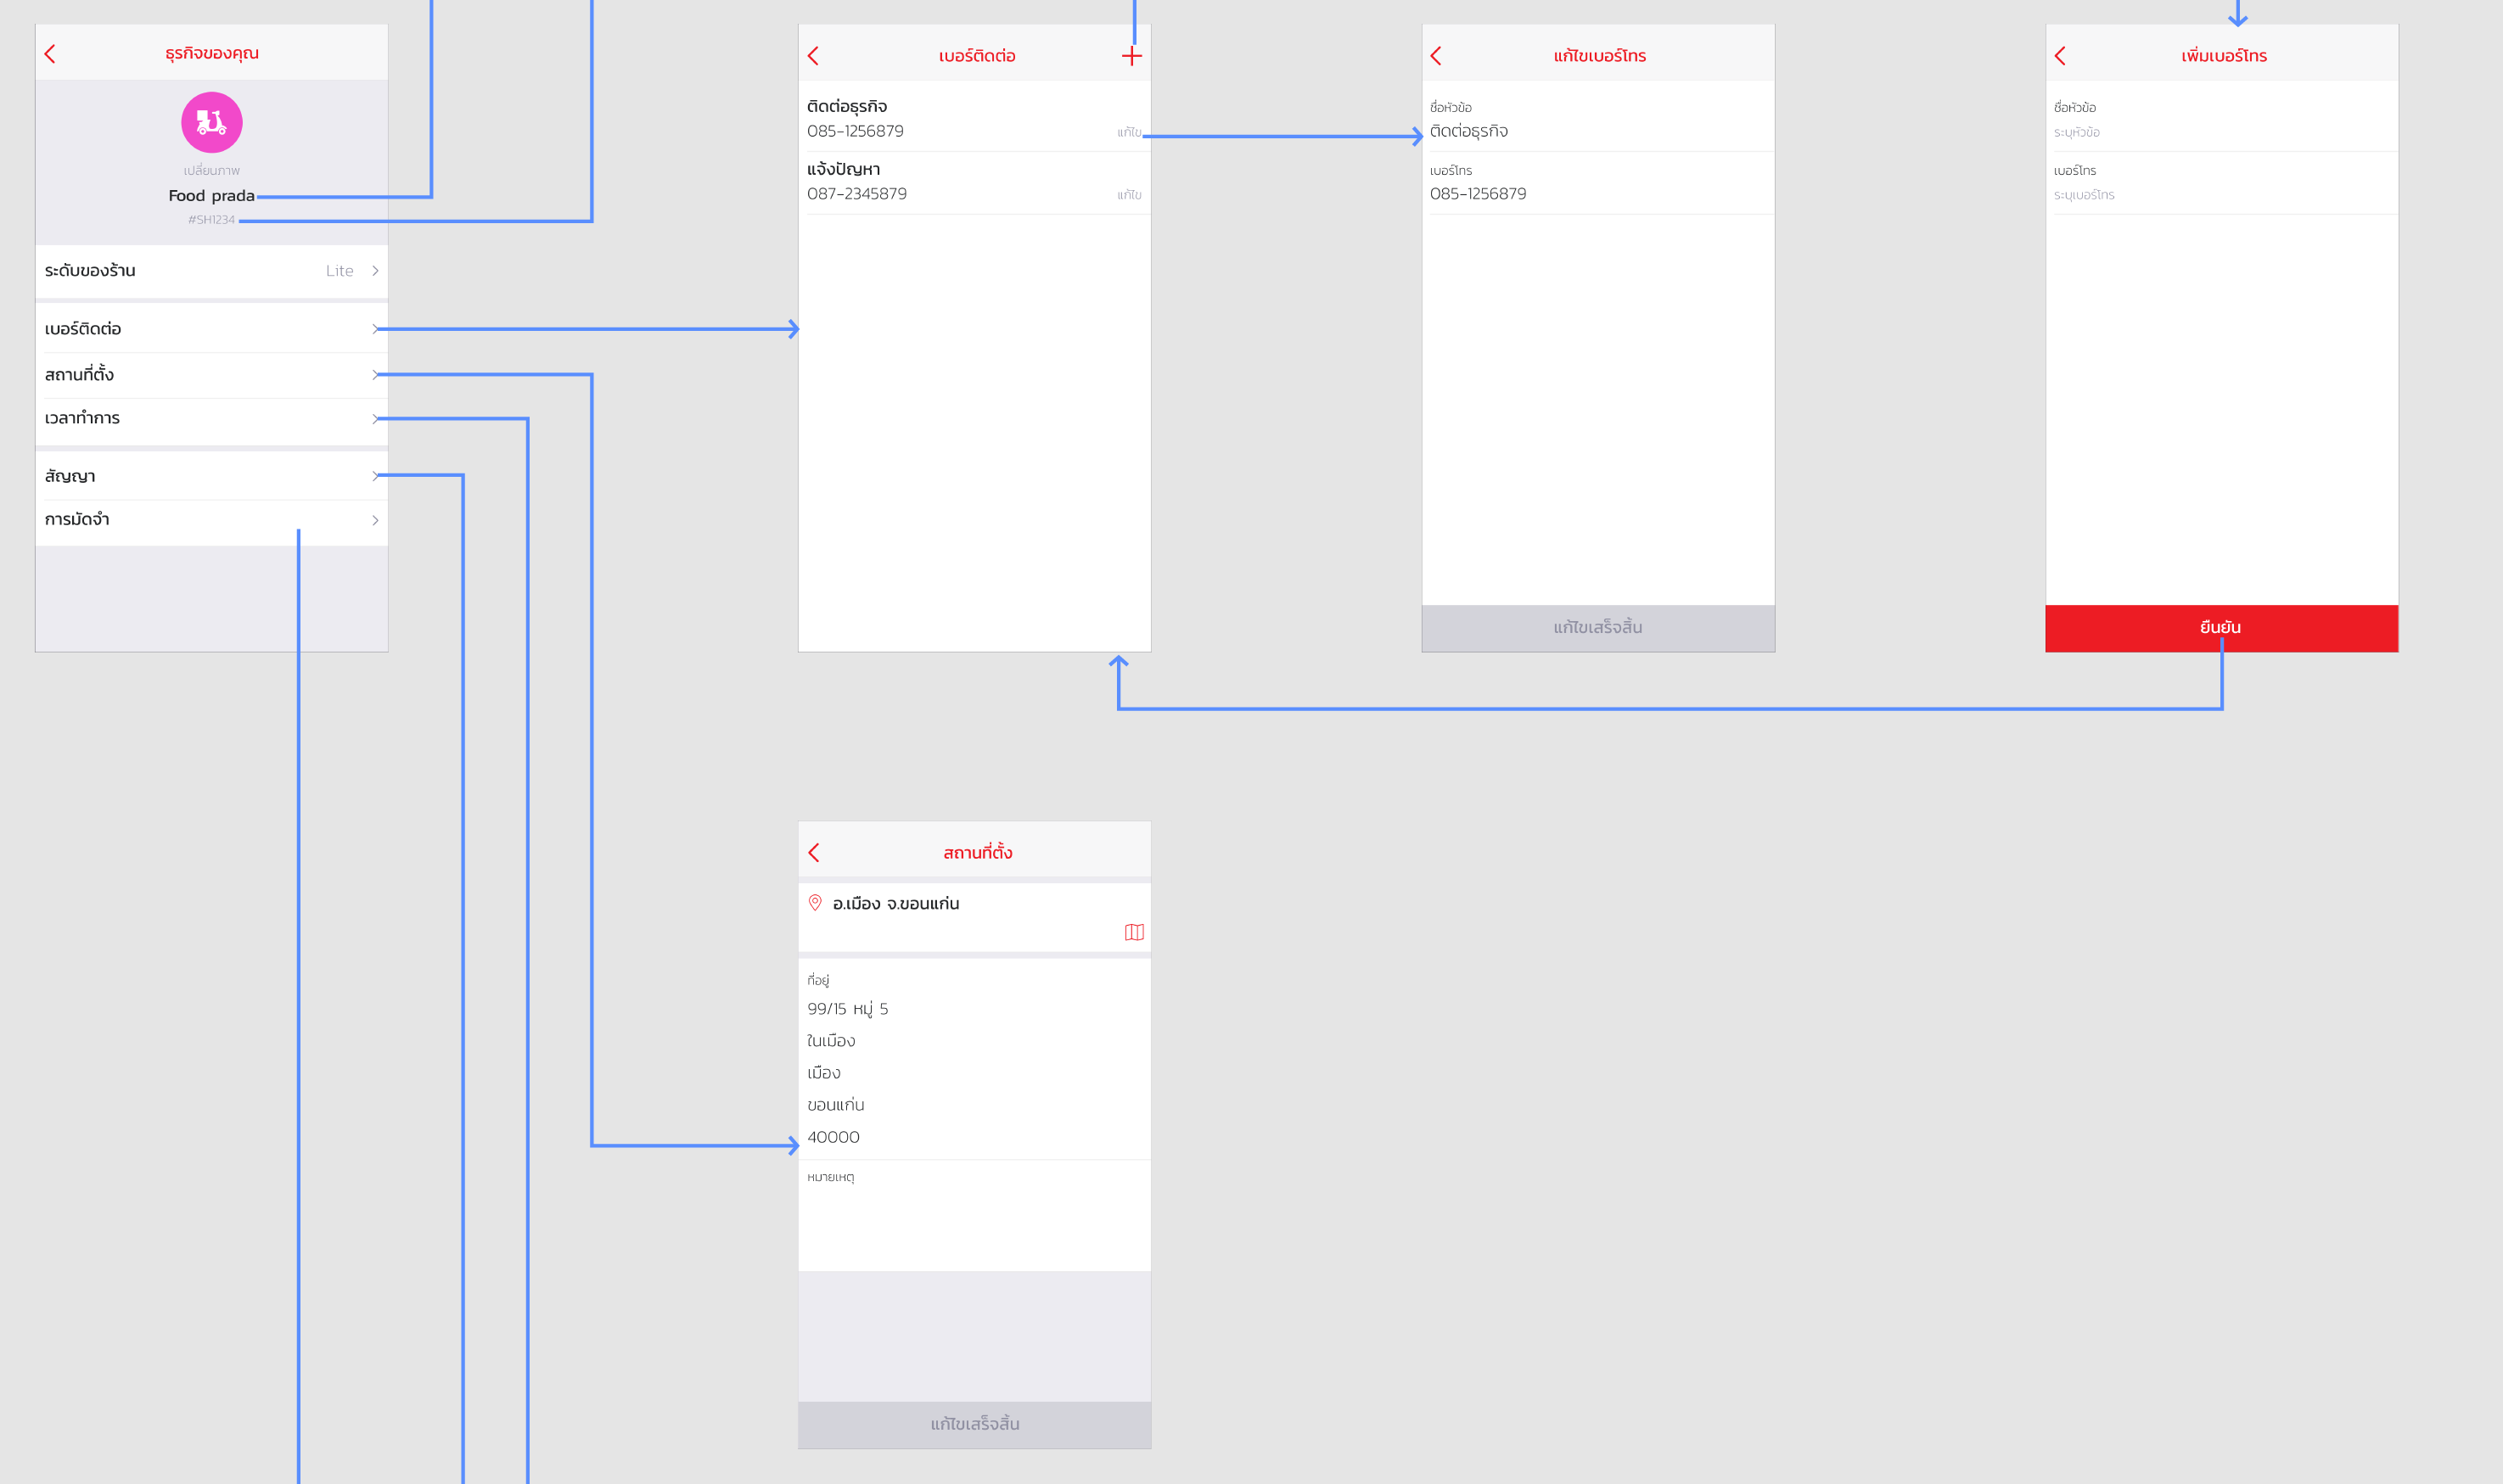 ธุรกิจของคุณ
เปลี่ยนภาพ
Food prada
#SH1234
ระดับของร้าน Lite
เบอร์ติดต่อ
สถานที่ตั้ง
เวลาทำการ
สัญญา
การมัดจำ
เบอร์ติดต่อ
ติดต่อธุรกิจ
085-1256879 แก้ไข
แจ้งปัญหา
087-2345879 แก้ไข
แก้ไขเบอร์โทร
ชื่อหัวข้อ
ติดต่อธุรกิจ
เบอร์โทร
085-1256879
แก้ไขเสร็จสิ้น
เพิ่มเบอร์โทร
ชื่อหัวข้อ
ระบุหัวข้อ
เบอร์โทร
ระบุเบอร์โทร
ยืนยัน
สถานที่ตั้ง
อ.เมือง จ.ขอนแก่น
ที่อยู่
99/15 หมู่ 5
ในเมือง
เมือง
ขอนแก่น
40000
หมายเหตุ
แก้ไขเสร็จสิ้น